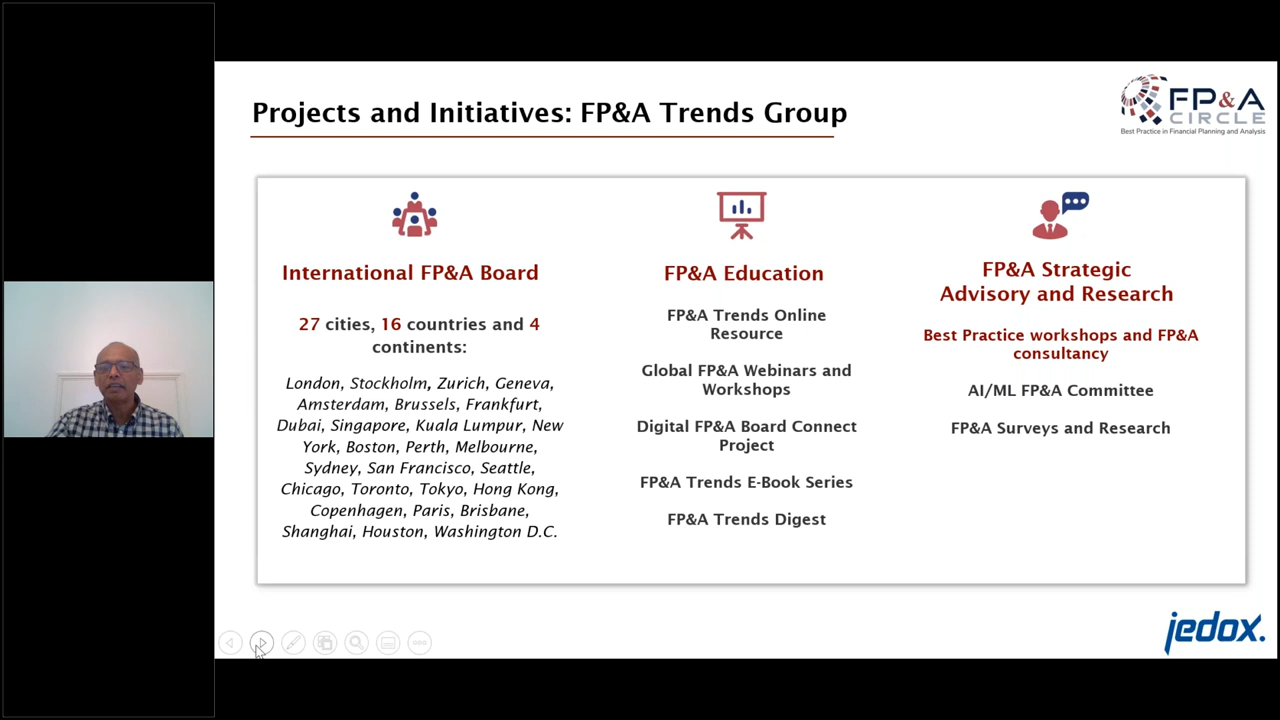 Projects and Initiatives: FP&A Trends Group
FP&A
CIRCLE
Best Practice in Financial Planning and Analysis
International FP&A Board
27 cities, 16 countries and 4
continents:
London, Stockholm, Zurich, Geneva,
Amsterdam, Brussels, Frankfurt,
Dubai, Singapore, Kuala Lumpur, New
York, Boston, Perth, Melbourne,
Sydney, San Francisco, Seattle,
Chicago, Toronto, Tokyo, Hong Kong,
Copenhagen, Paris, Brisbane,
Shanghai, Houston, Washington D.C.
FP&A Education
FP&A Trends Online
Resource
Global FP&A Webinars and
Workshops
Digital FP&A Board Connect
Project
FP&A Trends E-Book Series
FP&A Trends Digest
FP&A Strategic
Advisory and Research
Best Practice workshops and FP&A
consultancy
AI/ML FP&A Committee
FP&A Surveys and Research
jedox.